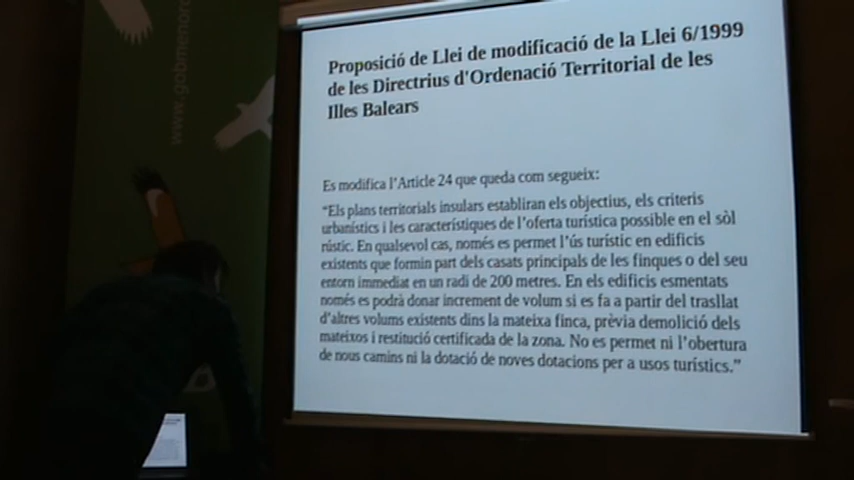 www.gobmenor
Proposició de Llei de modificació de la Llei 6/1999
de les Directrius d'Ordenació Territorial de les
Illes Balears
Es modifica l'Article 24 que queda com segueix:
"Els plans territorials insulars establiran els objectius, els criteris
urbanístics i les característiques de l'oferta turística possible en el sòl
rústic. En qualsevol cas, només es permet l'ús turístic en edificis
existents que formin part dels casats principals de les finques o del seu
entorn immediat en un radi de 200 metres. En els edificis esmentats
només es podrà donar increment de volum si es fa a partir del trasllat
d'altres volums existents dins la mateixa finca, prèvia demolició dels
mateixos i restitució certificada de la zona. No es permet ni l'obertura
de nous camins ni la dotació de noves dotacions per a usos turístics."